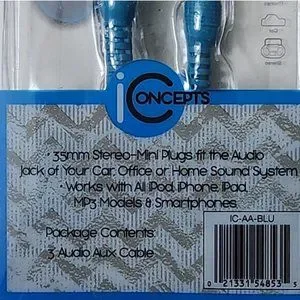 iC
ONCEPTS
3.5mm Stereo-Mini Plugs fit the Audio
Jack of Your Car, Office or Home Sound System
works with All iPod, iPhone, iPad,
MP3 Models & Smartphones.
IC-AA-BLU
Package Contents:
3 Audio Aux Cable
0 21331 54853 5